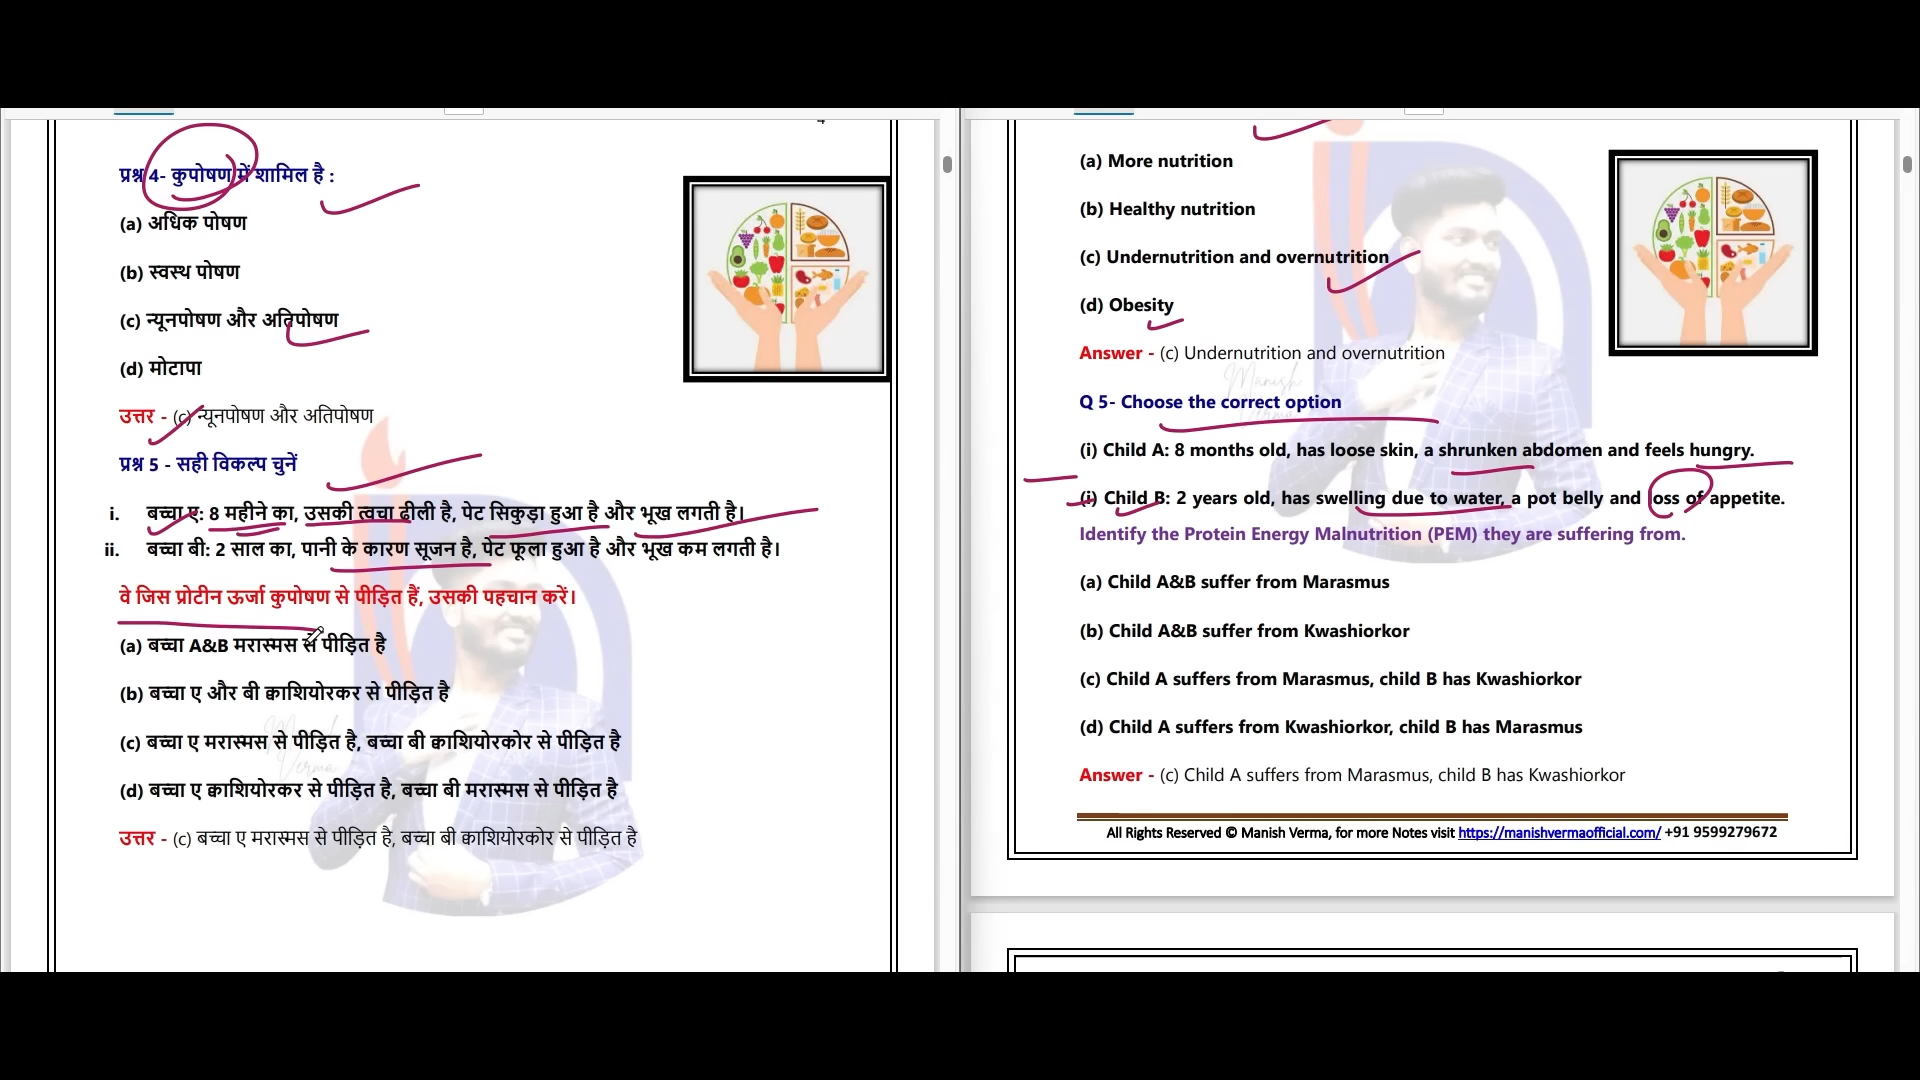 प्रश्न 4- कुपोषण में शामिल है :
(a) अधिक पोषण
(b) स्वस्थ पोषण
(c) न्यूनपोषण और अतिपोषण
(d) मोटापा
उत्तर - (c) न्यूनपोषण और अतिपोषण
प्रश्न 5 - सही विकल्प चुनें
i. बच्चा ए: 8 महीने का, उसकी त्वचा ढीली है, पेट सिकुड़ा हुआ है और भूख लगती है।
ii. बच्चा बी: 2 साल का, पानी के कारण सूजन है, पेट फूला हुआ है और भूख कम लगती है।
वे जिस प्रोटीन ऊर्जा कुपोषण से पीड़ित हैं, उसकी पहचान करें।
(a) बच्चा A&B मरास्मस से पीड़ित है
(b) बच्चा ए और बी क्वाशियोरकर से पीड़ित है
(c) बच्चा ए मरास्मस से पीड़ित है, बच्चा बी क्वाशियोरकोर से पीड़ित है
(d) बच्चा ए क्वाशियोरकर से पीड़ित है, बच्चा बी मरास्मस से पीड़ित है
उत्तर - (c) बच्चा ए मरास्मस से पीड़ित है, बच्चा बी क्वाशियोरकोर से पीड़ित है
Manish
Verma
(a) More nutrition
(b) Healthy nutrition
(c) Undernutrition and overnutrition
(d) Obesity
Answer - (c) Undernutrition and overnutrition
Manish
Verma
Q 5- Choose the correct option
(i) Child A: 8 months old, has loose skin, a shrunken abdomen and feels hungry.
(i) Child B: 2 years old, has swelling due to water, a pot belly and loss of appetite.
Identify the Protein Energy Malnutrition (PEM) they are suffering from.
(a) Child A&B suffer from Marasmus
(b) Child A&B suffer from Kwashiorkor
(c) Child A suffers from Marasmus, child B has Kwashiorkor
(d) Child A suffers from Kwashiorkor, child B has Marasmus
Answer - (c) Child A suffers from Marasmus, child B has Kwashiorkor
All Rights Reserved © Manish Verma, for more Notes visit https://manishvermaofficial.com/ +91 9599279672